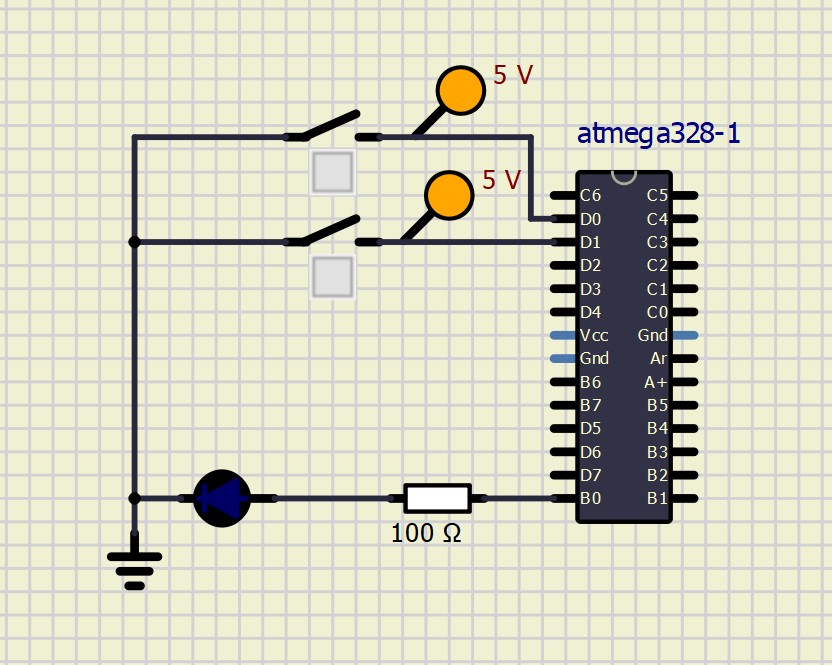 5 V
atmega328-1
5 V
C6 C5
D0 C4
D1 C3
D2 C2
D3 C1
D4 C0
Vcc Gnd
Gnd Ar
B6 A+
B7 B5
D5 B4
D6 B3
D7 B2
B0 B1
100 Ω